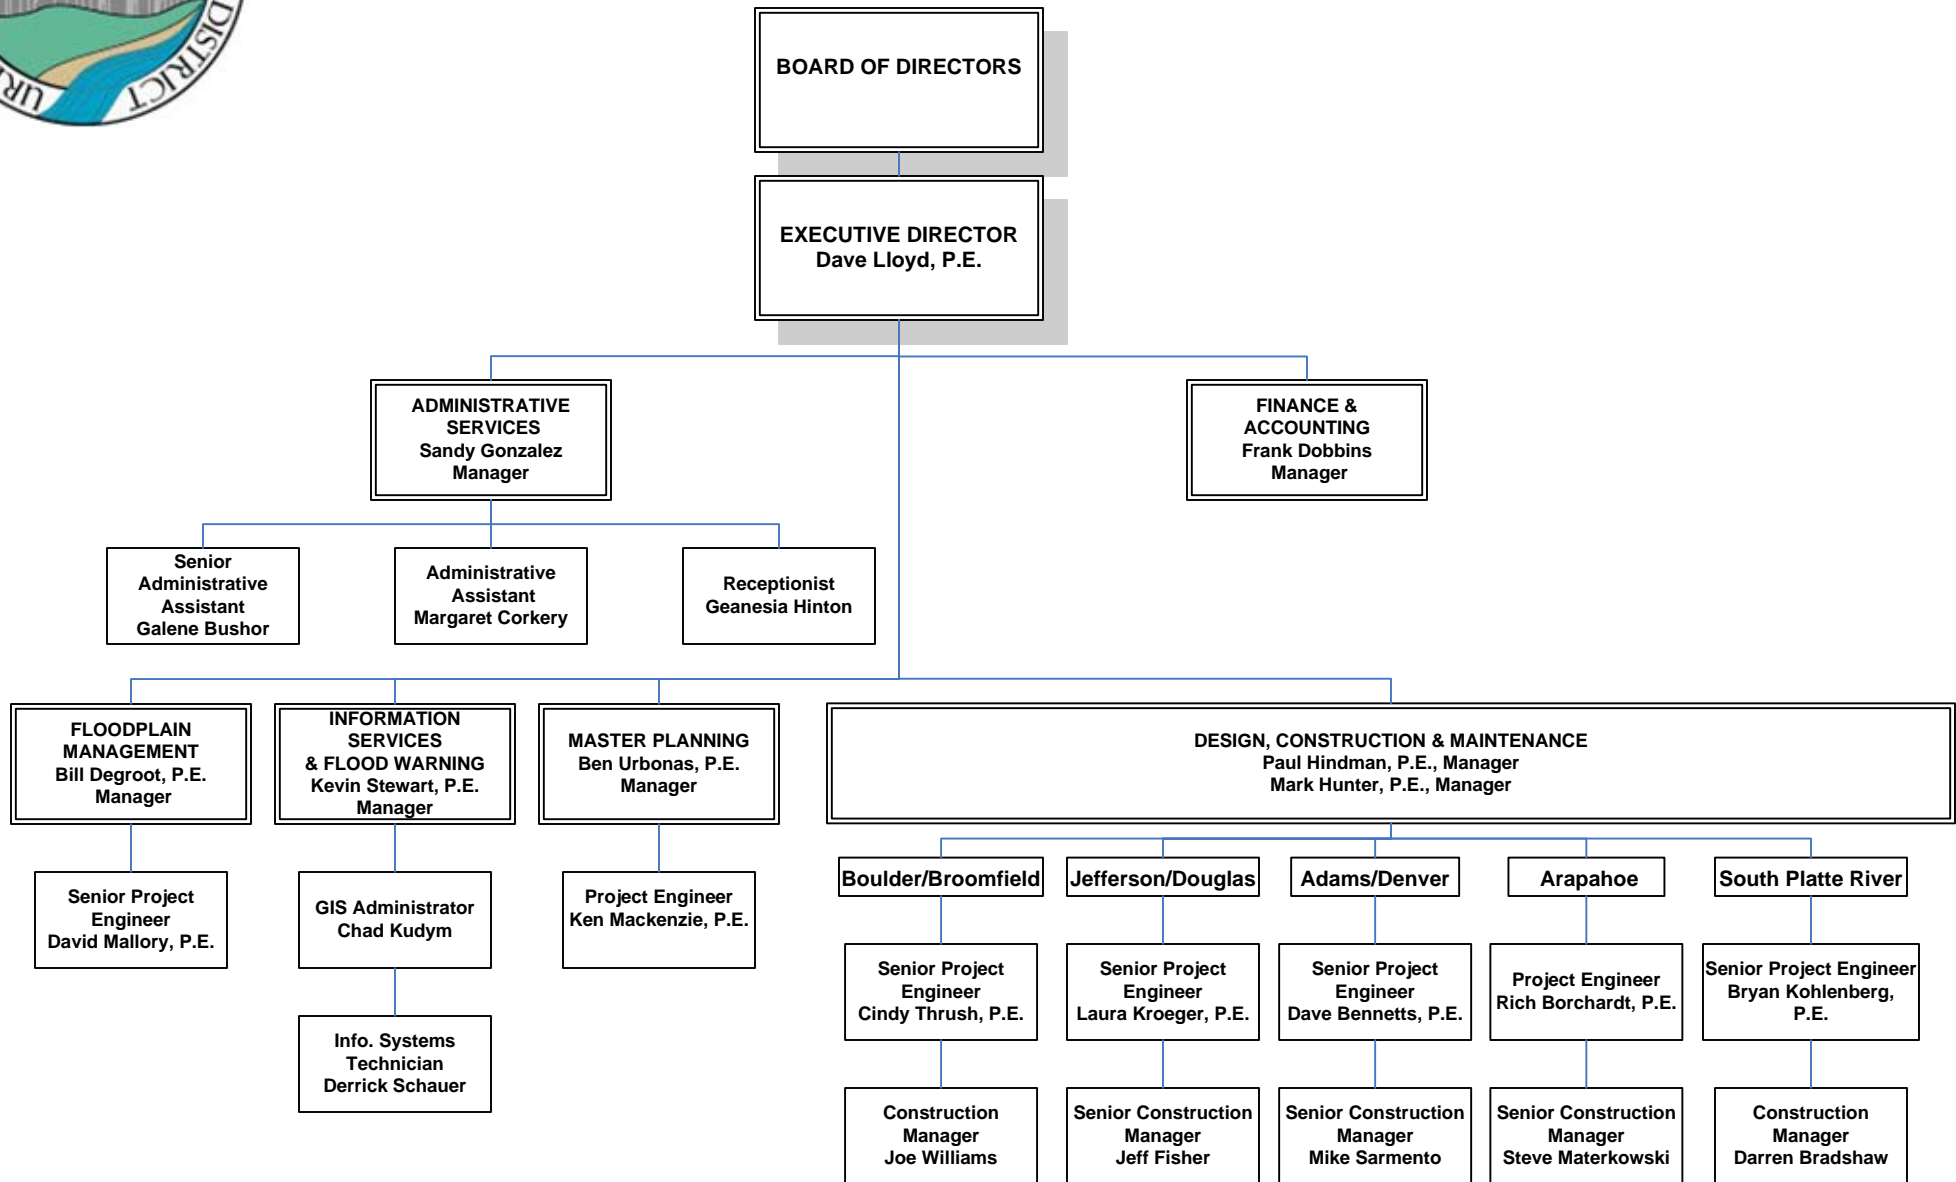 DISTRICT
BOARD OF DIRECTORS
EXECUTIVE DIRECTOR
Dave Lloyd, P.E.
ADMINISTRATIVE
SERVICES
Sandy Gonzalez
Manager
FINANCE &
ACCOUNTING
Frank Dobbins
Manager
Senior
Administrative
Assistant
Galene Bushor
Administrative
Assistant
Margaret Corkery
Receptionist
Geanesia Hinton
FLOODPLAIN
MANAGEMENT
Bill Degroot, P.E.
Manager
INFORMATION
SERVICES
& FLOOD WARNING
Kevin Stewart, P.E.
Manager
MASTER PLANNING
Ben Urbonas, P.E.
Manager
DESIGN, CONSTRUCTION & MAINTENANCE
Paul Hindman, P.E., Manager
Mark Hunter, P.E., Manager
Senior Project
Engineer
David Mallory, P.E.
GIS Administrator
Chad Kudym
Info. Systems
Technician
Derrick Schauer
Project Engineer
Ken Mackenzie, P.E.
Boulder/Broomfield
Senior Project
Engineer
Cindy Thrush, P.E.
Construction
Manager
Joe Williams
Jefferson/Douglas
Senior Project
Engineer
Laura Kroeger, P.E.
Senior Construction
Manager
Jeff Fisher
Adams/Denver
Senior Project
Engineer
Dave Bennetts, P.E.
Senior Construction
Manager
Mike Sarmento
Arapahoe
Project Engineer
Rich Borchardt, P.E.
Senior Construction
Manager
Steve Materkowski
South Platte River
Senior Project Engineer
Bryan Kohlenberg,
P.E.
Construction
Manager
Darren Bradshaw